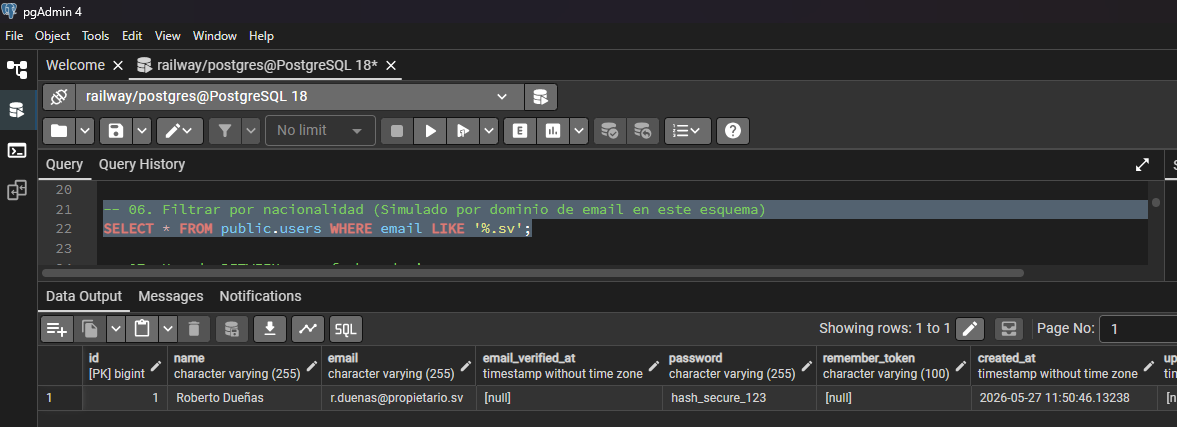 pgAdmin 4
File Object Tools Edit View Window Help
Welcome railway/postgres@PostgreSQL 18*
railway/postgres@PostgreSQL 18
No limit
Query Query History
20
21 -- 06. Filtrar por nacionalidad (Simulado por dominio de email en este esquema)
22 SELECT * FROM public.users WHERE email LIKE '%.sv';
23
Data Output Messages Notifications
SQL Showing rows: 1 to 1 Page No: 1
id name email email_verified_at password remember_token created_at up
[PK] bigint character varying (255) character varying (255) timestamp without time zone character varying (255) character varying (100) timestamp without time zone
1 1 Roberto Dueñas r.duenas@propietario.sv [null] hash_secure_123 [null] 2026-05-27 11:50:46.13238